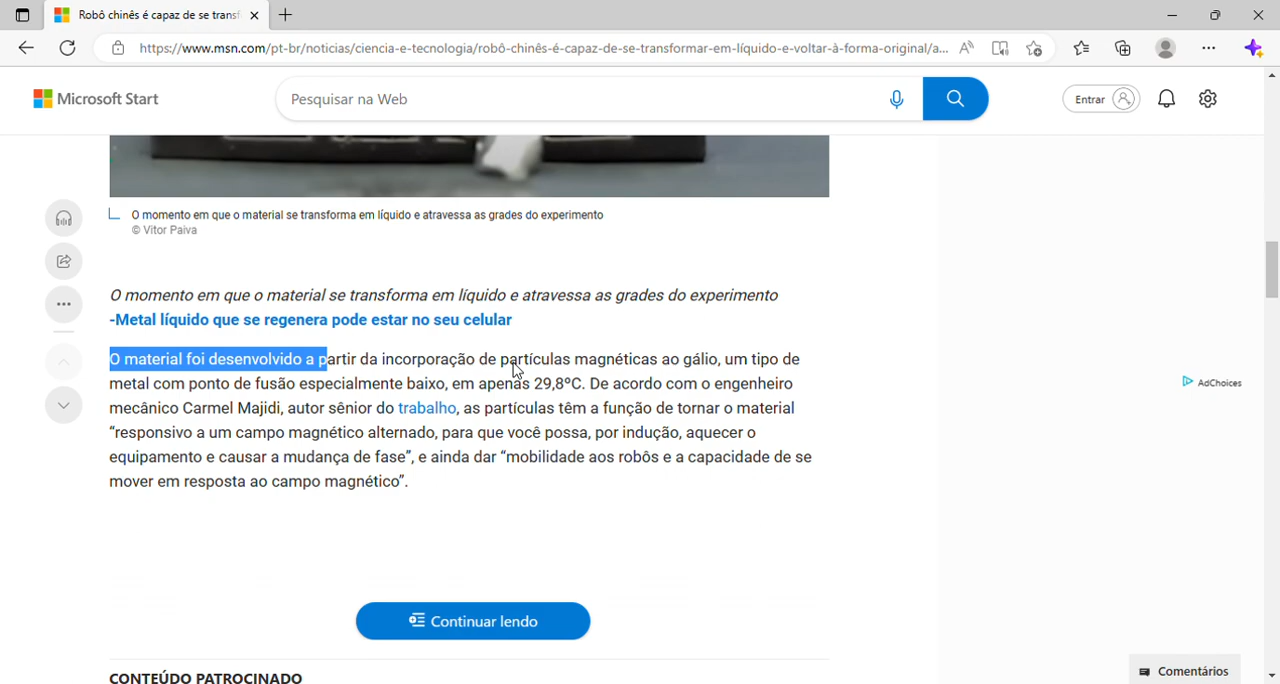 Robô chinês é capaz de se transf
https://www.msn.com/pt-br/noticias/ciencia-e-tecnologia/robô-chinês-é-capaz-de-se-transformar-em-líquido-e-voltar-à-forma-original/a...
Microsoft Start
Pesquisar na Web
Entrar
O momento em que o material se transforma em líquido e atravessa as grades do experimento
© Vitor Paiva
O momento em que o material se transforma em líquido e atravessa as grades do experimento
-Metal líquido que se regenera pode estar no seu celular
O material foi desenvolvido a partir da incorporação de partículas magnéticas ao gálio, um tipo de
metal com ponto de fusão especialmente baixo, em apenas 29,8ºC. De acordo com o engenheiro
mecânico Carmel Majidi, autor sênior do trabalho, as partículas têm a função de tornar o material
“responsivo a um campo magnético alternado, para que você possa, por indução, aquecer o
equipamento e causar a mudança de fase”, e ainda dar “mobilidade aos robôs e a capacidade de se
mover em resposta ao campo magnético”.
AdChoices
Continuar lendo
CONTEÚDO PATROCINADO
Comentários